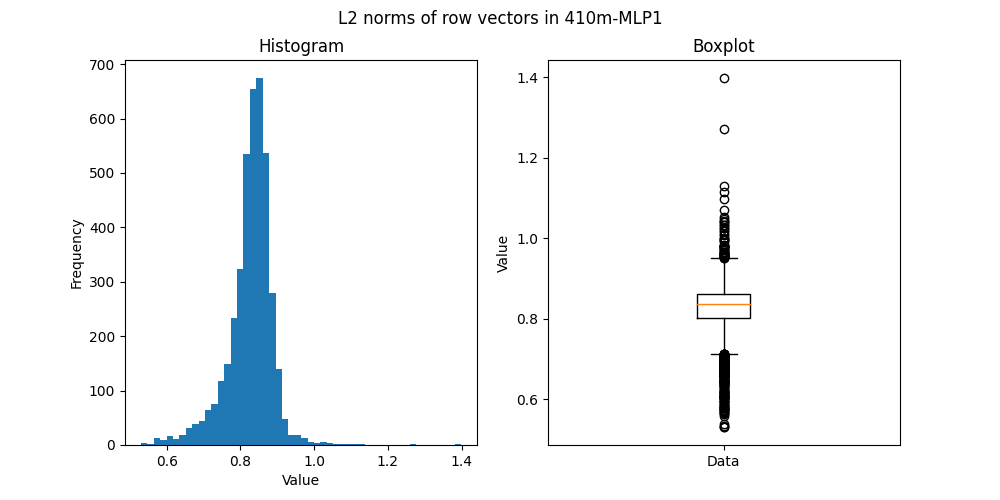 L2 norms of row vectors in 410m-MLP1
Histogram
Frequency
700
600
500
400
300
200
100
0
0.6 0.8 1.0 1.2 1.4
Value
Boxplot
Value
1.4
1.2
1.0
0.8
0.6
Data